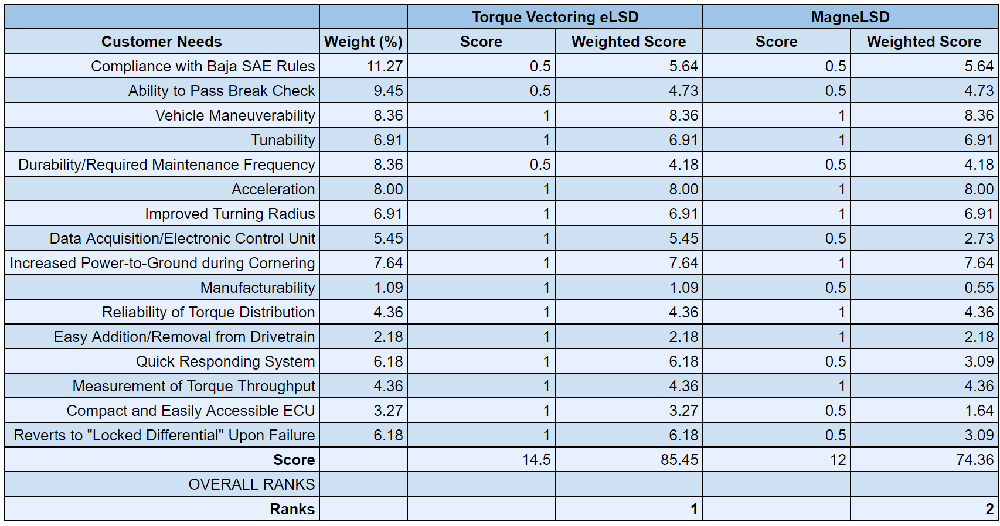 Torque Vectoring eLSD MagneLSD
Customer Needs Weight (%) Score Weighted Score Score Weighted Score
Compliance with Baja SAE Rules 11.27 0.5 5.64 0.5 5.64
Ability to Pass Break Check 9.45 0.5 4.73 0.5 4.73
Vehicle Maneuverability 8.36 1 8.36 1 8.36
Tunability 6.91 1 6.91 1 6.91
Durability/Required Maintenance Frequency 8.36 0.5 4.18 0.5 4.18
Acceleration 8.00 1 8.00 1 8.00
Improved Turning Radius 6.91 1 6.91 1 6.91
Data Acquisition/Electronic Control Unit 5.45 1 5.45 0.5 2.73
Increased Power-to-Ground during Cornering 7.64 1 7.64 1 7.64
Manufacturability 1.09 1 1.09 0.5 0.55
Reliability of Torque Distribution 4.36 1 4.36 1 4.36
Easy Addition/Removal from Drivetrain 2.18 1 2.18 1 2.18
Quick Responding System 6.18 1 6.18 0.5 3.09
Measurement of Torque Throughput 4.36 1 4.36 1 4.36
Compact and Easily Accessible ECU 3.27 1 3.27 0.5 1.64
Reverts to "Locked Differential" Upon Failure 6.18 1 6.18 0.5 3.09
Score 14.5 85.45 12 74.36
OVERALL RANKS
Ranks 1 2